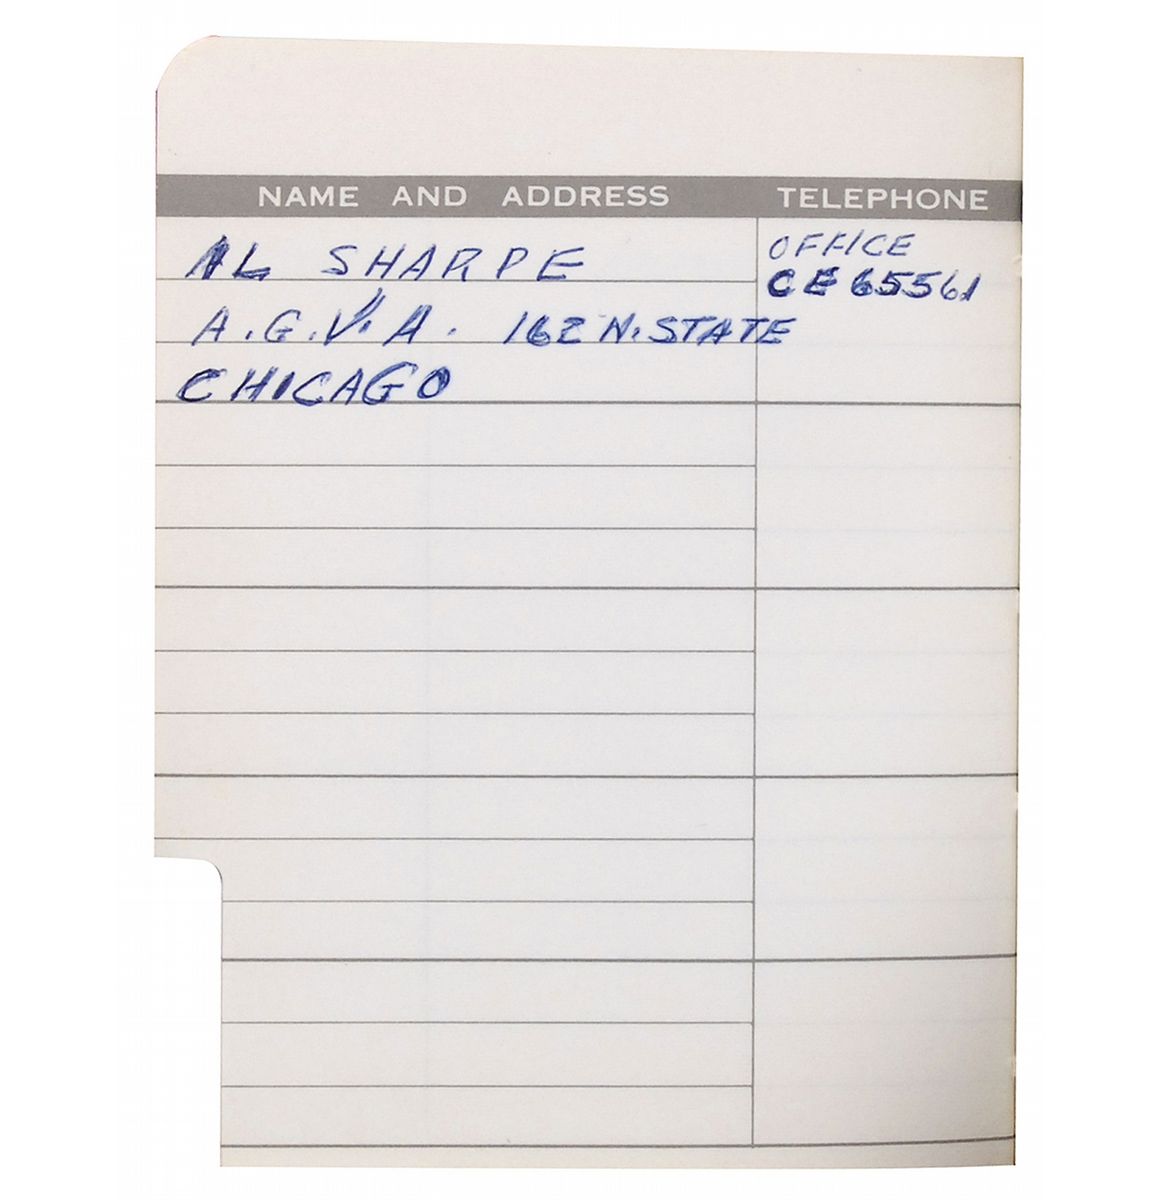 NAME AND ADDRESS TELEPHONE
AL SHARPE OFFICE
CE 65561
A.G.V.A. 162 N. STATE
CHICAGO